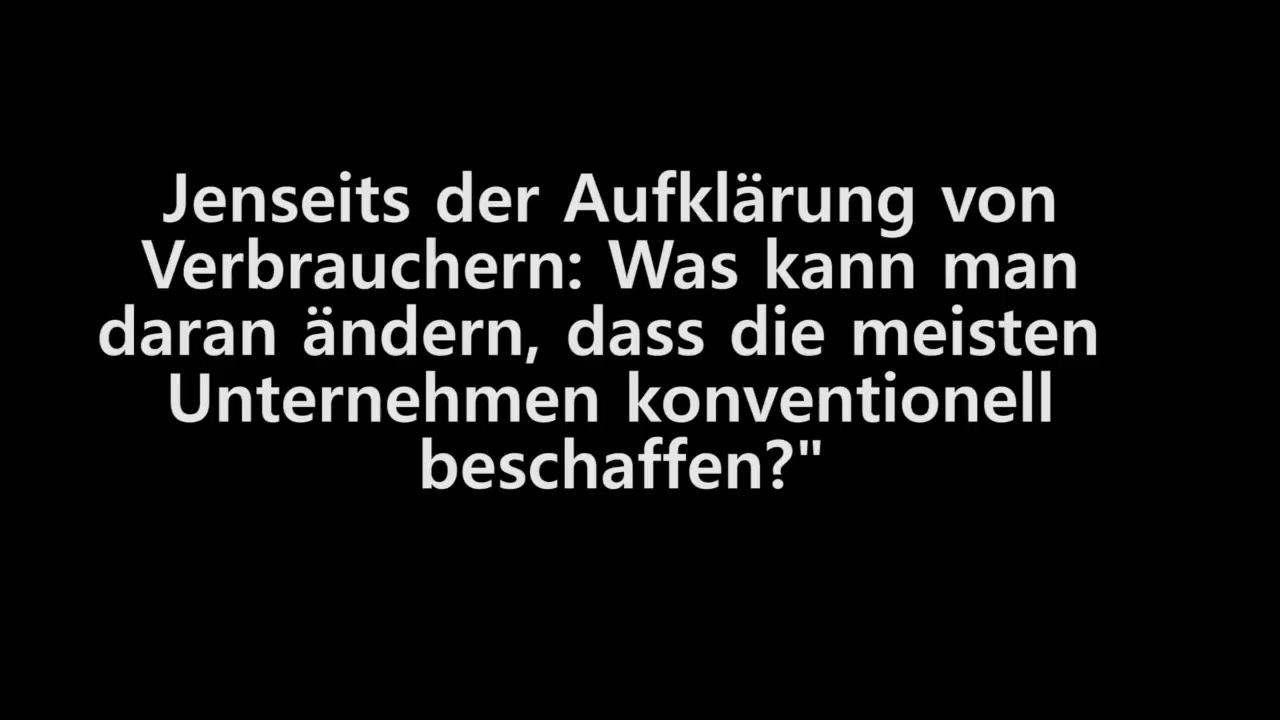 Jenseits der Aufklärung von
Verbrauchern: Was kann man
daran ändern, dass die meisten
Unternehmen konventionell
beschaffen?"